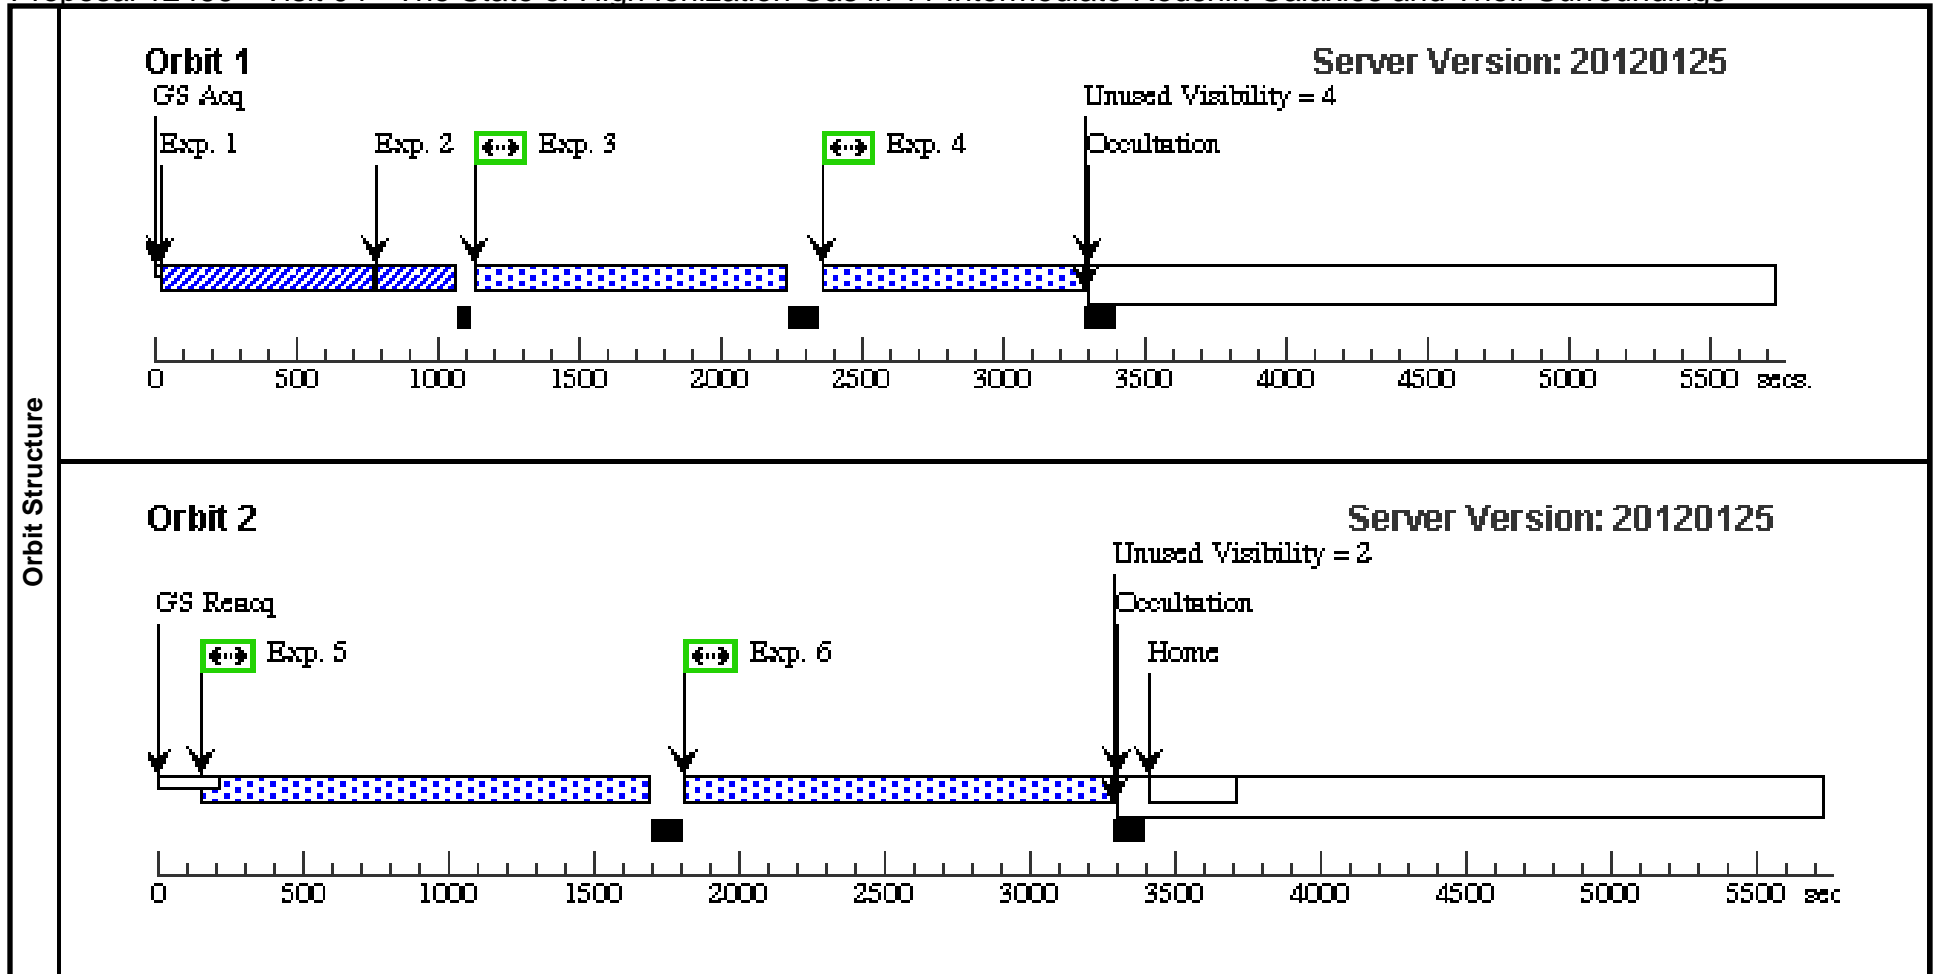 Orbit Structure
Orbit 1
Server Version: 20120125
GS Acq
Unused Visibility = 4
Exp. 1
Exp. 2
Exp. 3
Exp. 4
Occultation
0 500 1000 1500 2000 2500 3000 3500 4000 4500 5000 5500 secs.
Orbit 2
Server Version: 20120125
Unused Visibility = 2
GS Reacq
Occultation
Exp. 5
Exp. 6
Home
0 500 1000 1500 2000 2500 3000 3500 4000 4500 5000 5500 sec